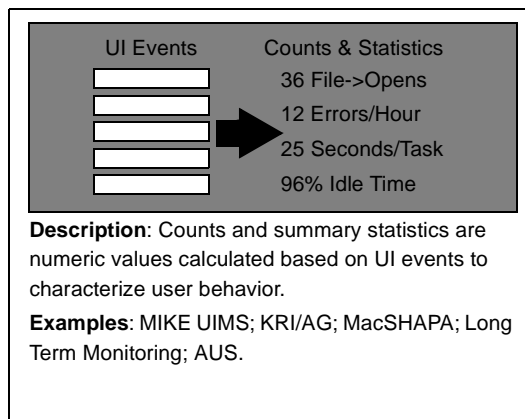 UI Events
Counts & Statistics
36 File->Opens
12 Errors/Hour
25 Seconds/Task
96% Idle Time
Description: Counts and summary statistics are
numeric values calculated based on UI events to
characterize user behavior.
Examples: MIKE UIMS; KRI/AG; MacSHAPA; Long
Term Monitoring; AUS.